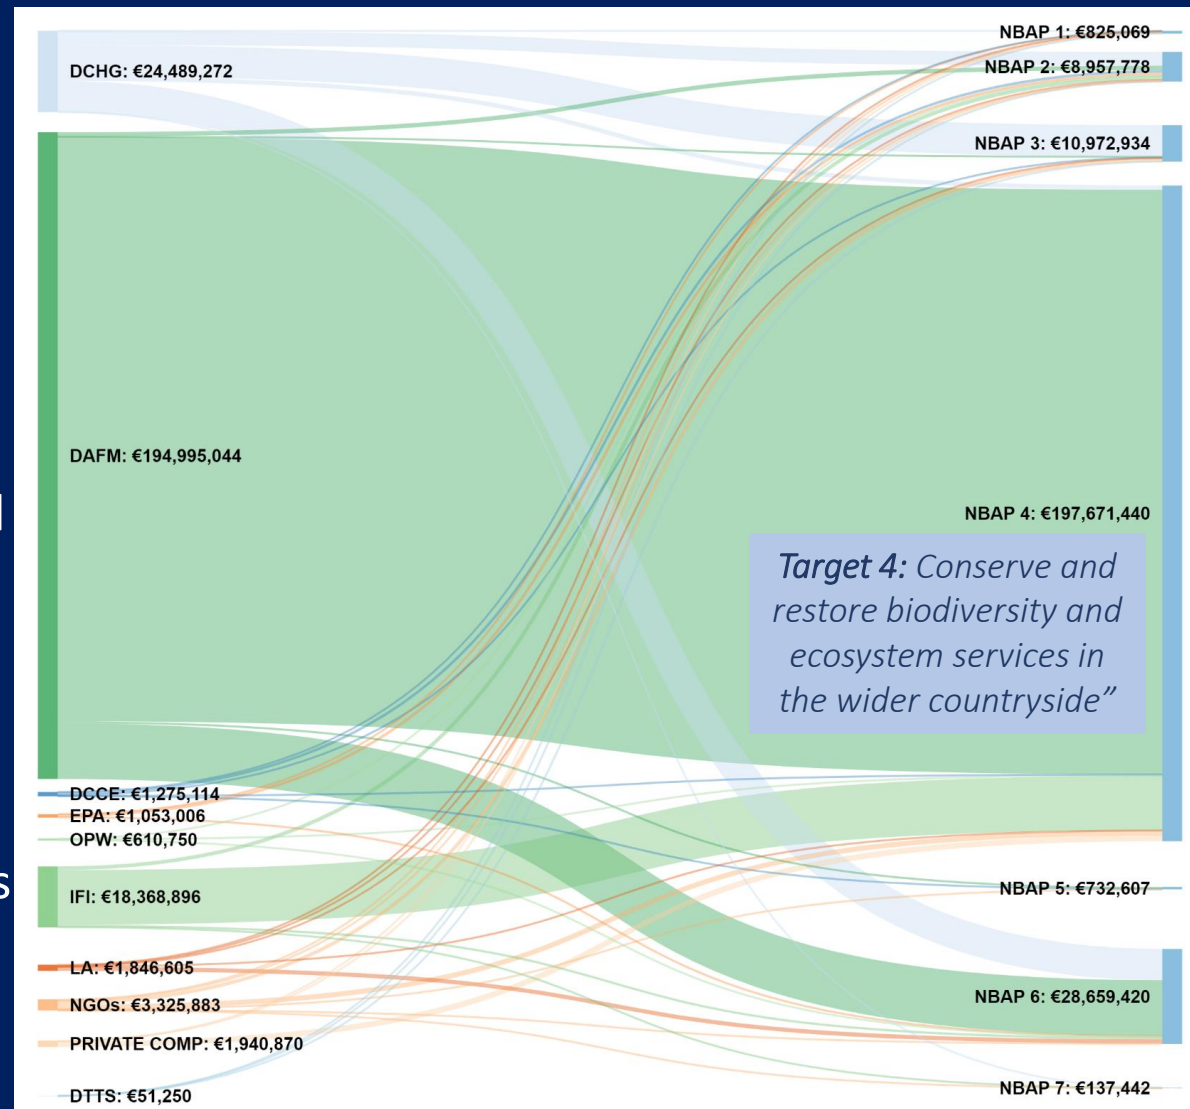 DCHG: €24,489,272
DAFM: €194,995,044
DCCE: €1,275,114
EPA: €1,053,006
OPW: €610,750
IFI: €18,368,896
LA: €1,846,605
NGOs: €3,325,883
PRIVATE COMP: €1,940,870
DTTS: €51,250
NBAP 1: €825,069
NBAP 2: €8,957,778
NBAP 3: €10,972,934
NBAP 4: €197,671,440
Target 4: Conserve and
restore biodiversity and
ecosystem services in
the wider countryside”
NBAP 5: €732,607
NBAP 6: €28,659,420
NBAP 7: €137,442